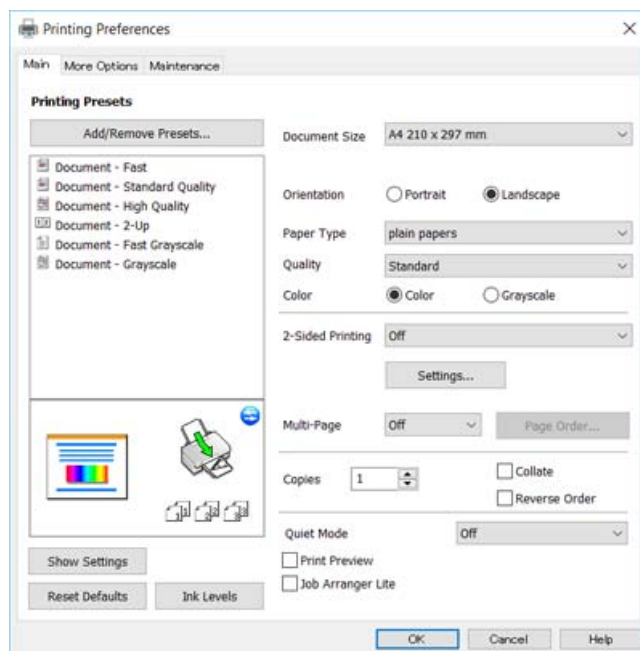 Printing Preferences
Main More Options Maintenance
Printing Presets
Add/Remove Presets...
Document - Fast
Document - Standard Quality
Document - High Quality
Document - 2-Up
Document - Fast Grayscale
Document - Grayscale
Show Settings
Reset Defaults Ink Levels
Document Size A4 210 x 297 mm
Orientation Portrait Landscape
Paper Type plain papers
Quality Standard
Color Color Grayscale
2-Sided Printing Off
Settings...
Multi-Page Off Page Order...
Copies 1 Collate
Reverse Order
Quiet Mode Off
Print Preview
Job Arranger Lite
OK Cancel Help